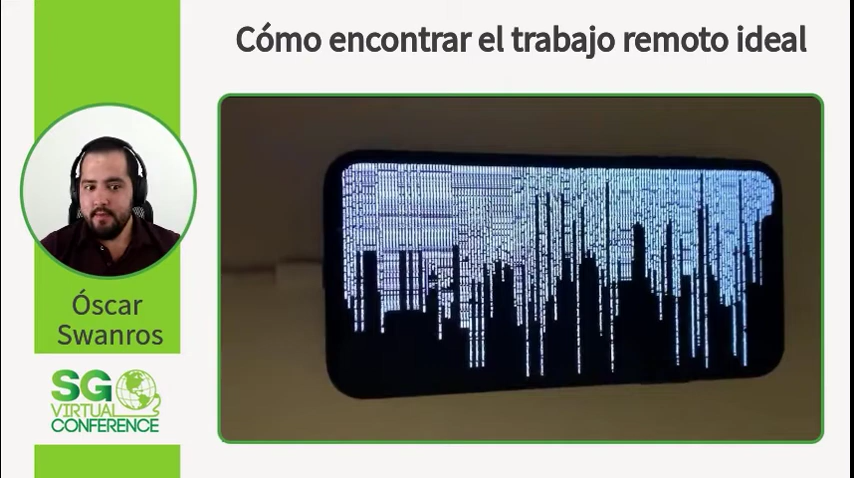 Cómo encontrar el trabajo remoto ideal
Óscar
Swanros
SG
VIRTUAL
CONFERENCE